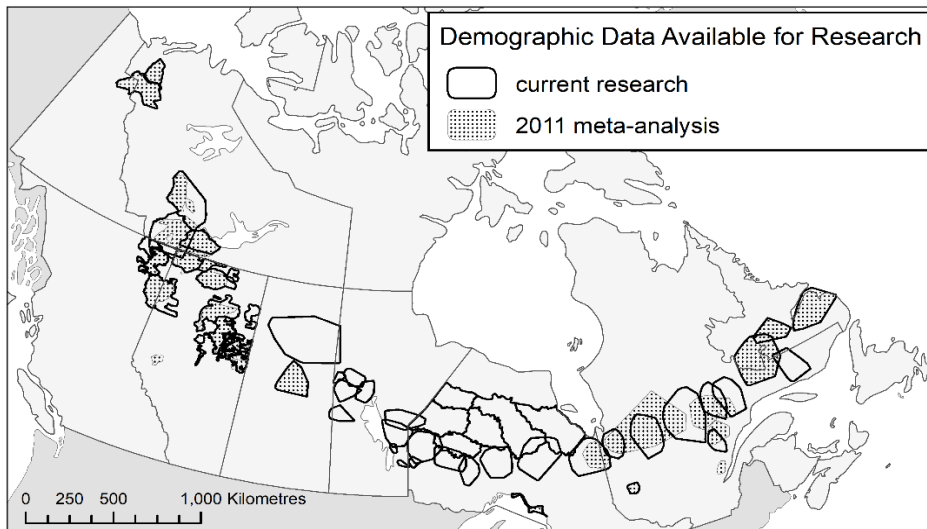 Demographic Data Available for Research
current research
2011 meta-analysis
0 250 500 1,000 Kilometres